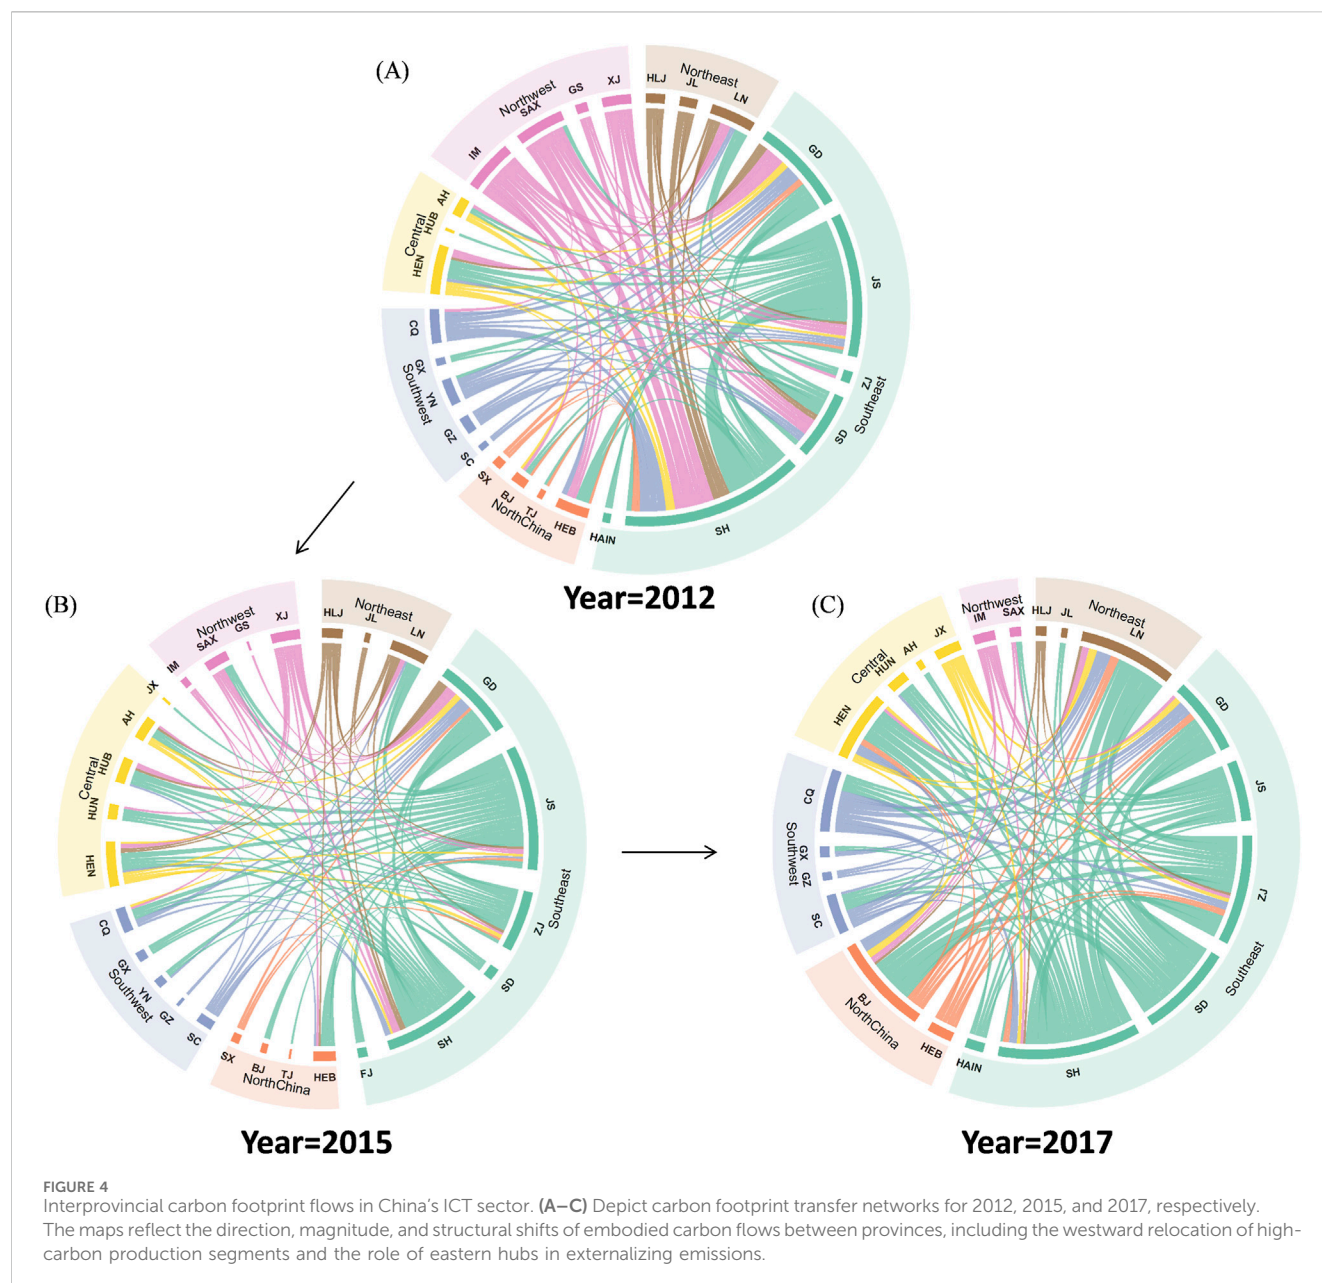 (A)
Northwest
IM
SAX
GS
XJ
Northeast
HLJ
JL
LN
Central
AH
HUB
HEN
Southwest
CQ
GX
YN
GZ
SC
NorthChina
SX
BJ
TJ
HEB
Southeast
GD
JS
ZJ
SD
SH
HAIN
Year=2012
(B)
Northwest
IM
SAX
GS
XJ
Northeast
HLJ
JL
LN
Central
JX
AH
HUB
HUN
HEN
Southwest
CQ
GX
YN
GZ
SC
NorthChina
SX
BJ
TJ
HEB
Southeast
GD
JS
ZJ
SD
SH
FJ
Year=2015
(C)
Northwest
IM
SAX
Northeast
HLJ
JL
LN
Central
JX
AH
HUN
HEN
Southwest
CQ
GX
GZ
SC
NorthChina
BJ
HEB
Southeast
GD
JS
ZJ
SD
SH
HAIN
Year=2017
FIGURE 4
Interprovincial carbon footprint flows in China's ICT sector. (A–C) Depict carbon footprint transfer networks for 2012, 2015, and 2017, respectively.
The maps reflect the direction, magnitude, and structural shifts of embodied carbon flows between provinces, including the westward relocation of high-
carbon production segments and the role of eastern hubs in externalizing emissions.